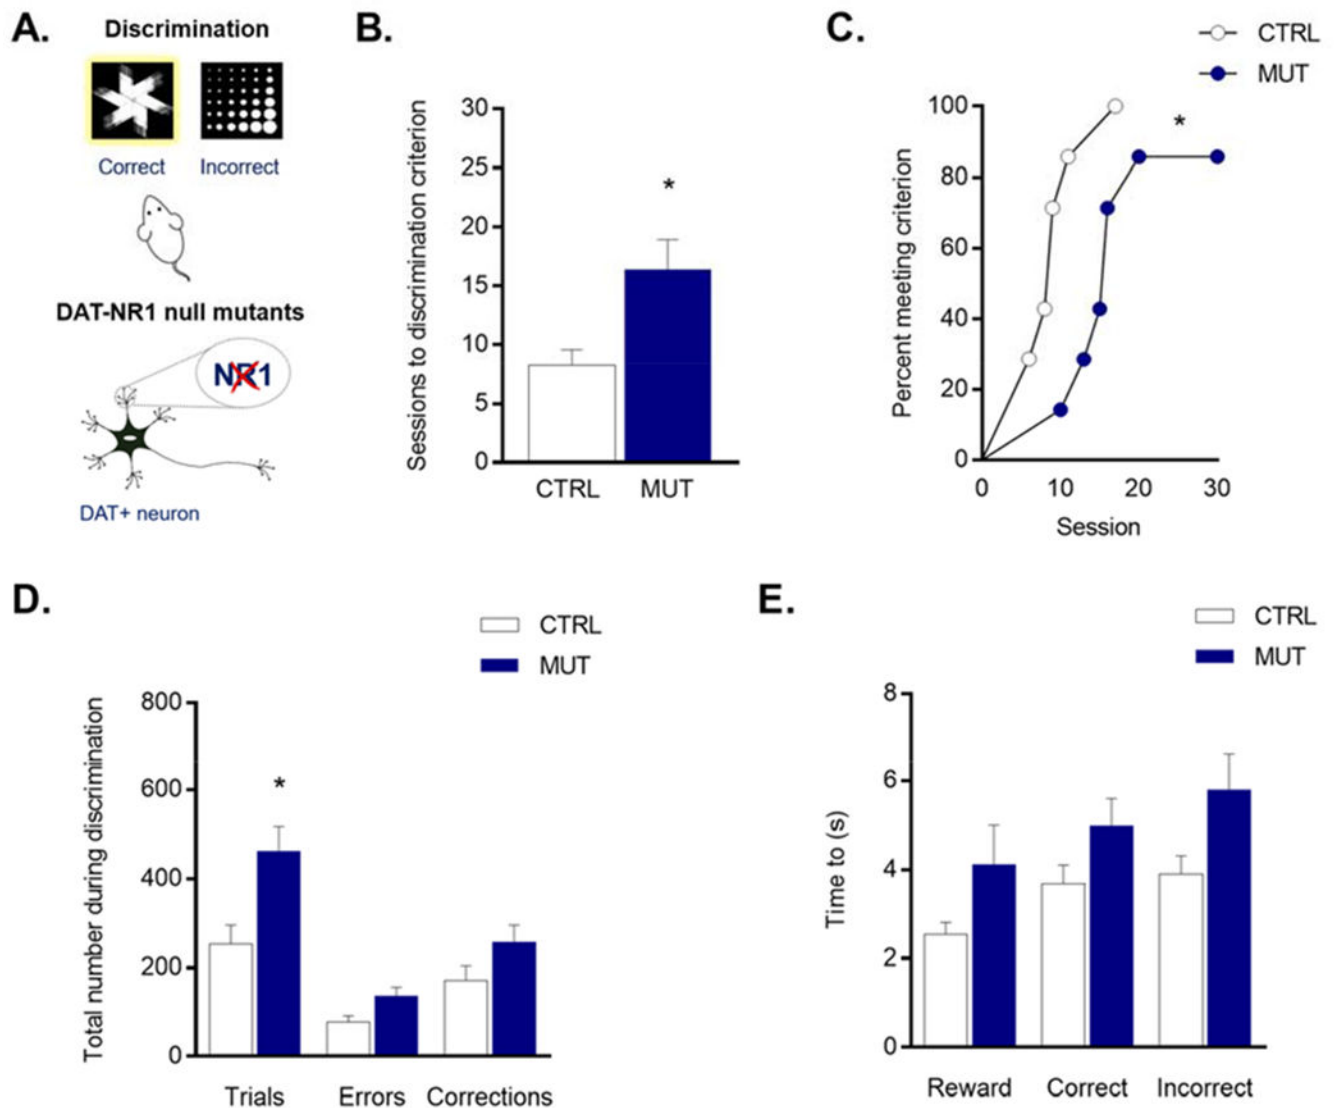 A.
Discrimination
Correct
Incorrect
DAT-NR1 null mutants
NR1
DAT+ neuron
B.
Sessions to discrimination criterion
30
25
20
15
10
5
0
*
CTRL
MUT
C.
CTRL
MUT
Percent meeting criterion
100
80
60
40
20
0
*
0
10
20
30
Session
D.
CTRL
MUT
Total number during discrimination
800
600
400
200
0
*
Trials
Errors
Corrections
E.
CTRL
MUT
Time to (s)
8
6
4
2
0
Reward
Correct
Incorrect